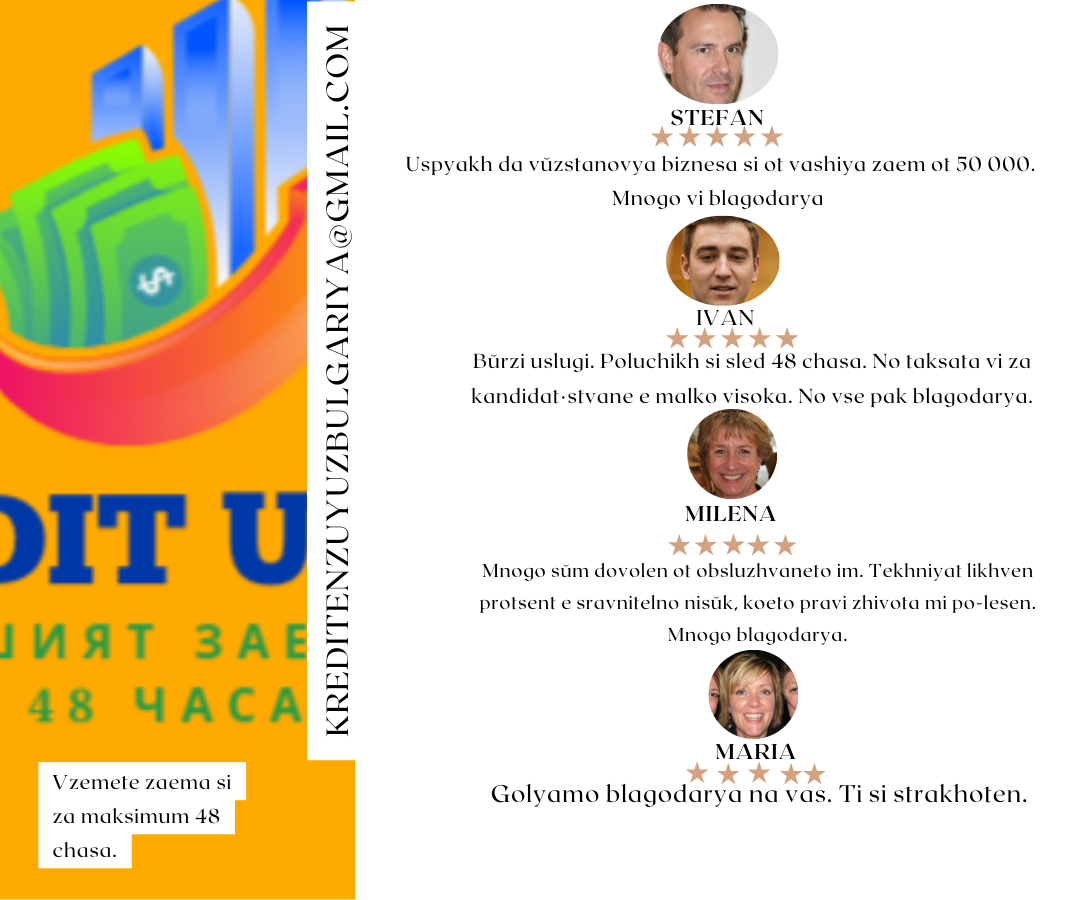 DIT U
ШИЯТ ЗАЕ
48 ЧАСА
Vzemete zaema si
za maksimum 48
chasa.
KREDITENZUYUZBULGARIYA@GMAIL.COM
STEFAN
Uspyakh da vŭzstanovya biznesa si ot vashiya zaem ot 50 000.
Mnogo vi blagodarya
IVAN
Bŭrzi uslugi. Poluchikh si sled 48 chasa. No taksata vi za
kandidat·stvane e malko visoka. No vse pak blagodarya.
MILENA
Mnogo sŭm dovolen ot obsluzhvaneto im. Tekhniyat likhven
protsent e sravnitelno nisŭk, koeto pravi zhivota mi po-lesen.
Mnogo blagodarya.
MARIA
Golyamo blagodarya na vas. Ti si strakhoten.